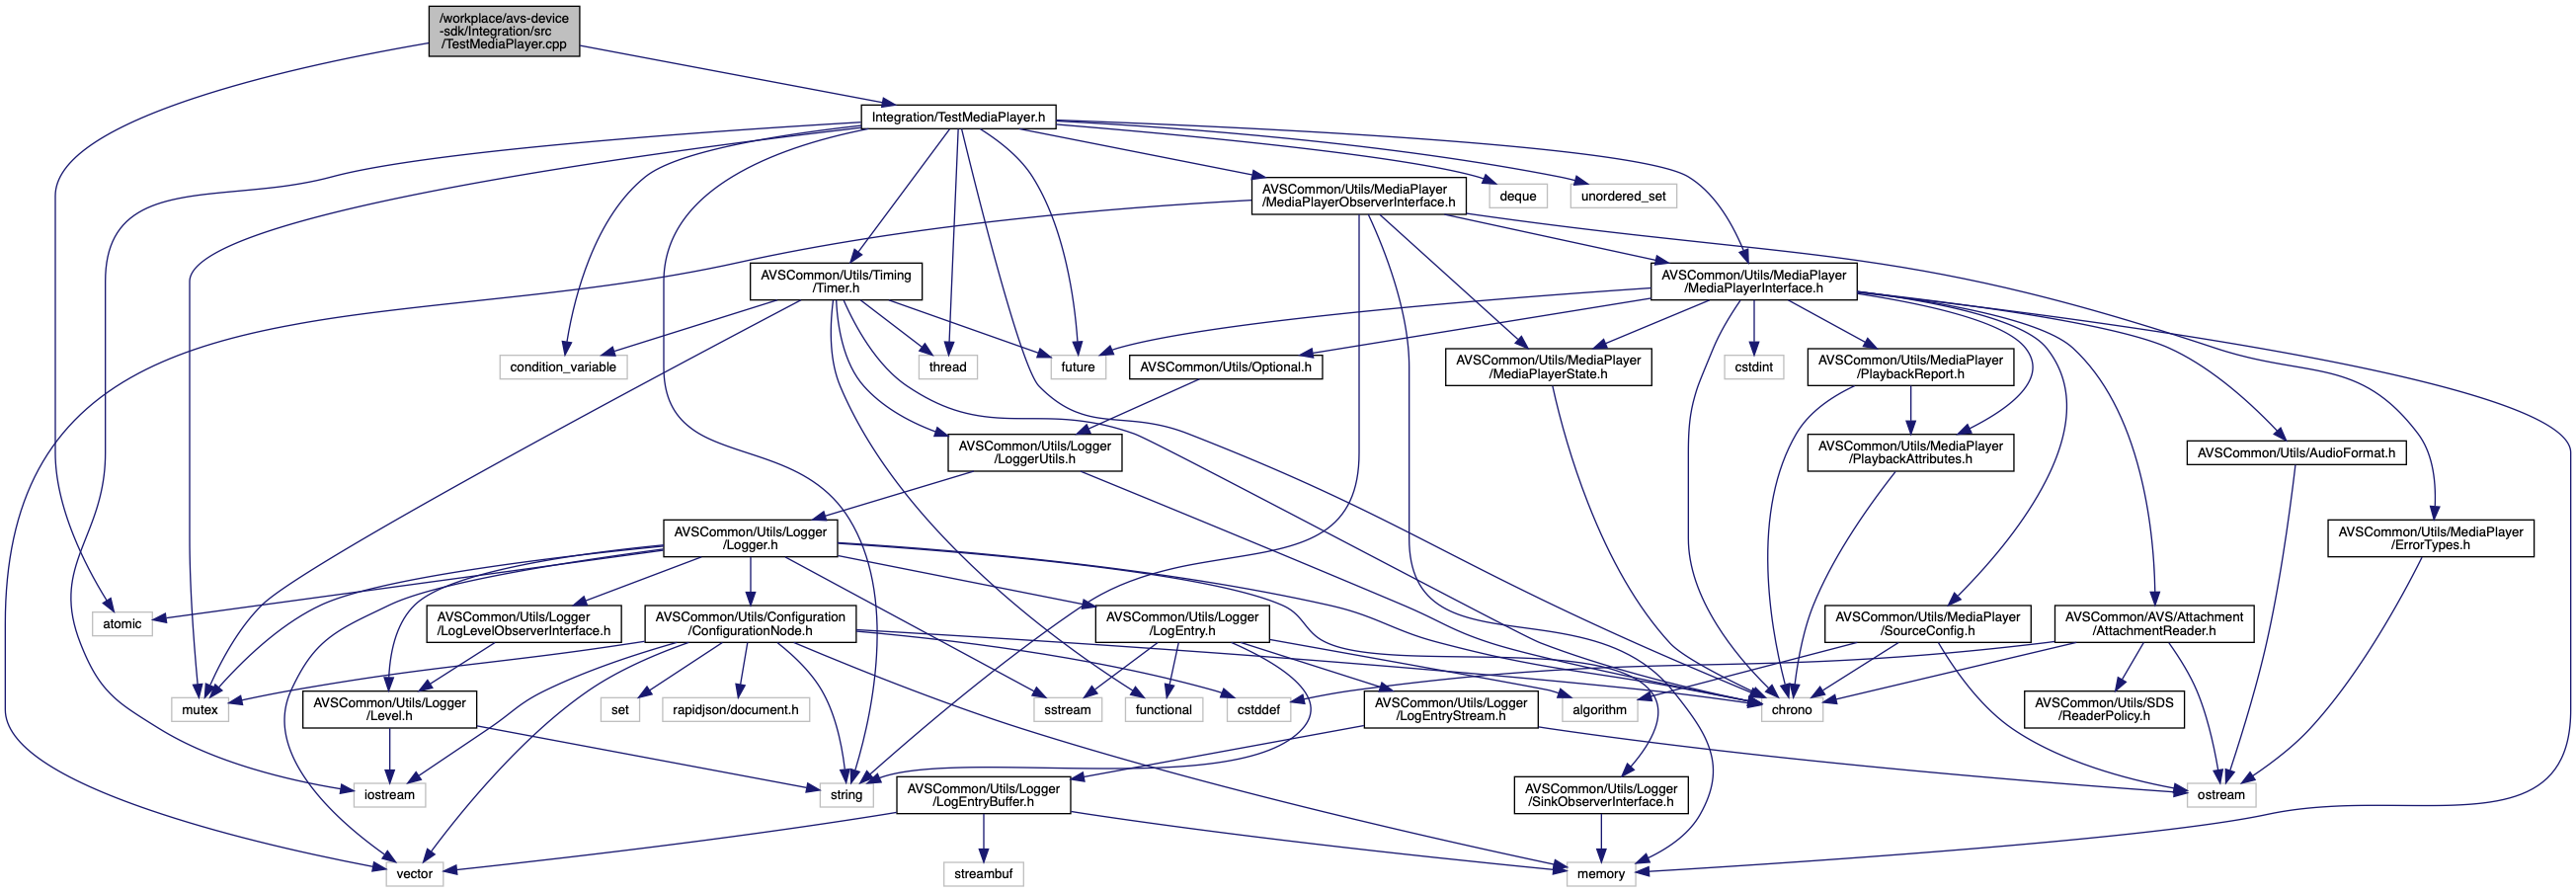 /workplace/avs-device
-sdk/Integration/src
/TestMediaPlayer.cpp
Integration/TestMediaPlayer.h
AVSCommon/Utils/MediaPlayer
/MediaPlayerObserverInterface.h
deque
unordered_set
AVSCommon/Utils/Timing
/Timer.h
AVSCommon/Utils/MediaPlayer
/MediaPlayerInterface.h
condition_variable
thread
future
AVSCommon/Utils/Optional.h
AVSCommon/Utils/MediaPlayer
/MediaPlayerState.h
cstdint
AVSCommon/Utils/MediaPlayer
/PlaybackReport.h
AVSCommon/Utils/Logger
/LoggerUtils.h
AVSCommon/Utils/MediaPlayer
/PlaybackAttributes.h
AVSCommon/Utils/AudioFormat.h
AVSCommon/Utils/Logger
/Logger.h
AVSCommon/Utils/MediaPlayer
/ErrorTypes.h
atomic
AVSCommon/Utils/Logger
/LogLevelObserverInterface.h
AVSCommon/Utils/Configuration
/ConfigurationNode.h
AVSCommon/Utils/Logger
/LogEntry.h
AVSCommon/Utils/MediaPlayer
/SourceConfig.h
AVSCommon/AVS/Attachment
/AttachmentReader.h
mutex
AVSCommon/Utils/Logger
/Level.h
set
rapidjson/document.h
sstream
functional
cstddef
AVSCommon/Utils/Logger
/LogEntryStream.h
algorithm
chrono
AVSCommon/Utils/SDS
/ReaderPolicy.h
iostream
string
AVSCommon/Utils/Logger
/LogEntryBuffer.h
AVSCommon/Utils/Logger
/SinkObserverInterface.h
ostream
vector
streambuf
memory